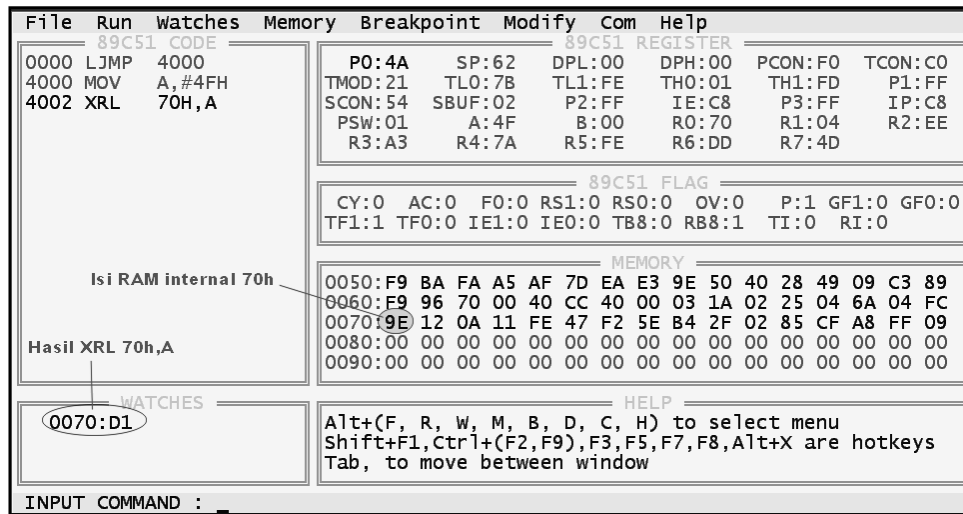 File Run Watches Memory Breakpoint Modify Com Help
89C51 CODE
0000 LJMP 4000
4000 MOV A,#4FH
4002 XRL 70H,A
Isi RAM internal 70h
Hasil XRL 70h,A
WATCHES
0070:D1
89C51 REGISTER
P0:4A SP:62 DPL:00 DPH:00 PCON:F0 TCON:C0
TMOD:21 TL0:7B TL1:FE TH0:01 TH1:FD P1:FF
SCON:54 SBUF:02 P2:FF IE:C8 P3:FF IP:C8
PSW:01 A:4F B:00 R0:70 R1:04 R2:EE
R3:A3 R4:7A R5:FE R6:DD R7:4D
89C51 FLAG
CY:0 AC:0 F0:0 RS1:0 RS0:0 OV:0 P:1 GF1:0 GF0:0
TF1:1 TF0:0 IE1:0 IE0:0 TB8:0 RB8:1 TI:0 RI:0
MEMORY
0050:F9 BA FA A5 AF 7D EA E3 9E 50 40 28 49 09 C3 89
0060:F9 96 70 00 40 CC 40 00 03 1A 02 25 04 6A 04 FC
0070:9E 12 0A 11 FE 47 F2 5E B4 2F 02 85 CF A8 FF 09
0080:00 00 00 00 00 00 00 00 00 00 00 00 00 00 00 00
0090:00 00 00 00 00 00 00 00 00 00 00 00 00 00 00 00
HELP
Alt+(F, R, W, M, B, D, C, H) to select menu
Shift+F1,Ctrl+(F2,F9),F3,F5,F7,F8,Alt+X are hotkeys
Tab, to move between window
INPUT COMMAND : _